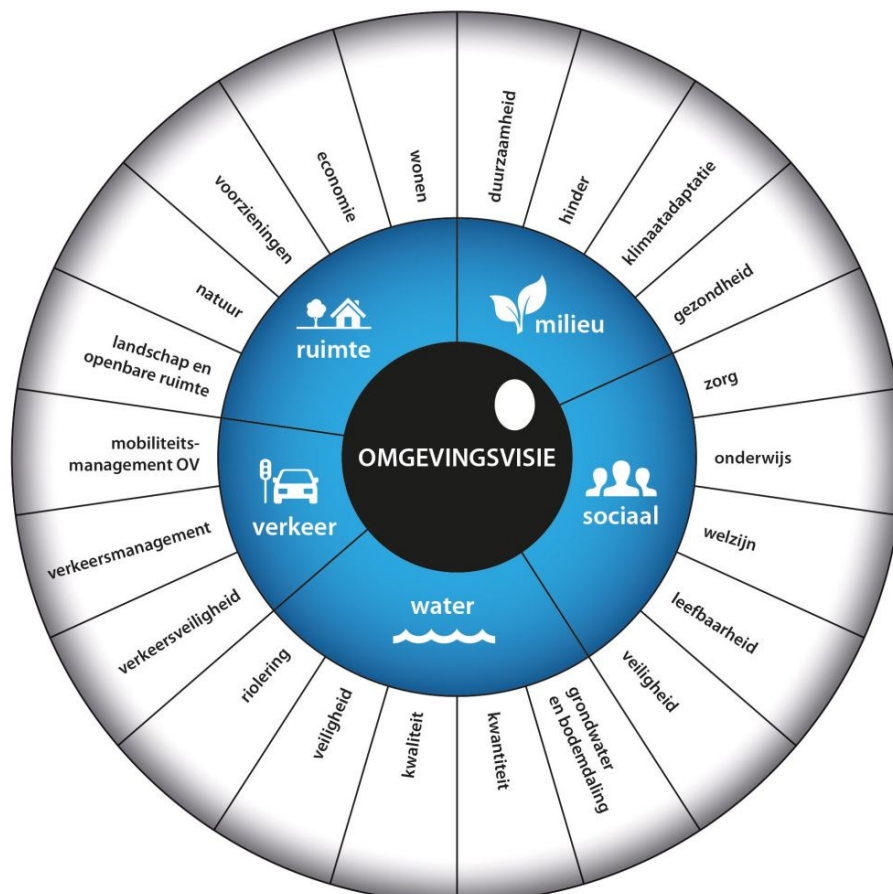 OMGEVINGSVISIE
milieu
sociaal
water
verkeer
ruimte
duurzaamheid
hinder
klimaatadaptatie
gezondheid
zorg
onderwijs
welzijn
leefbaarheid
veiligheid
grondwater
en bodemdaling
kwantiteit
kwaliteit
veiligheid
riolering
verkeersveiligheid
verkeersmanagement
mobiliteits-
management OV
landschap en
openbare ruimte
natuur
voorzieningen
economie
wonen